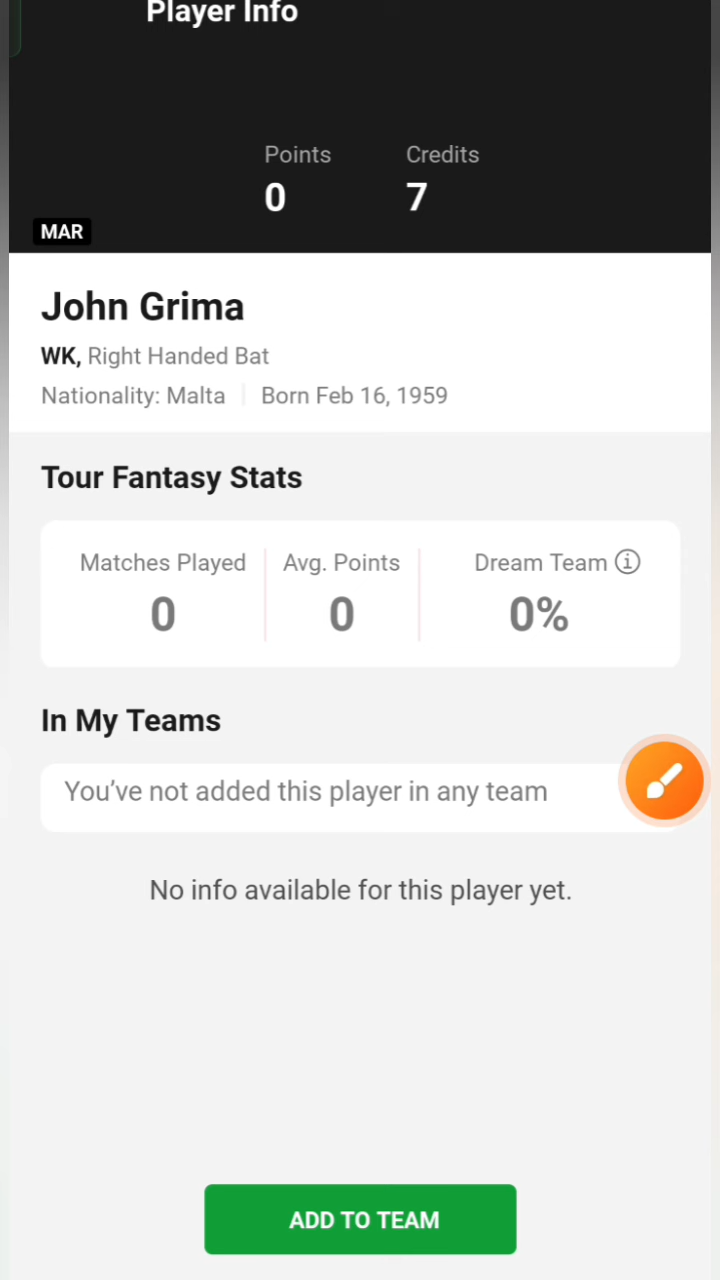 Player Info
Points Credits
0 7
MAR
John Grima
WK, Right Handed Bat
Nationality: Malta Born Feb 16, 1959
Tour Fantasy Stats
Matches Played Avg. Points Dream Team
0 0 0%
In My Teams
You’ve not added this player in any team
No info available for this player yet.
ADD TO TEAM